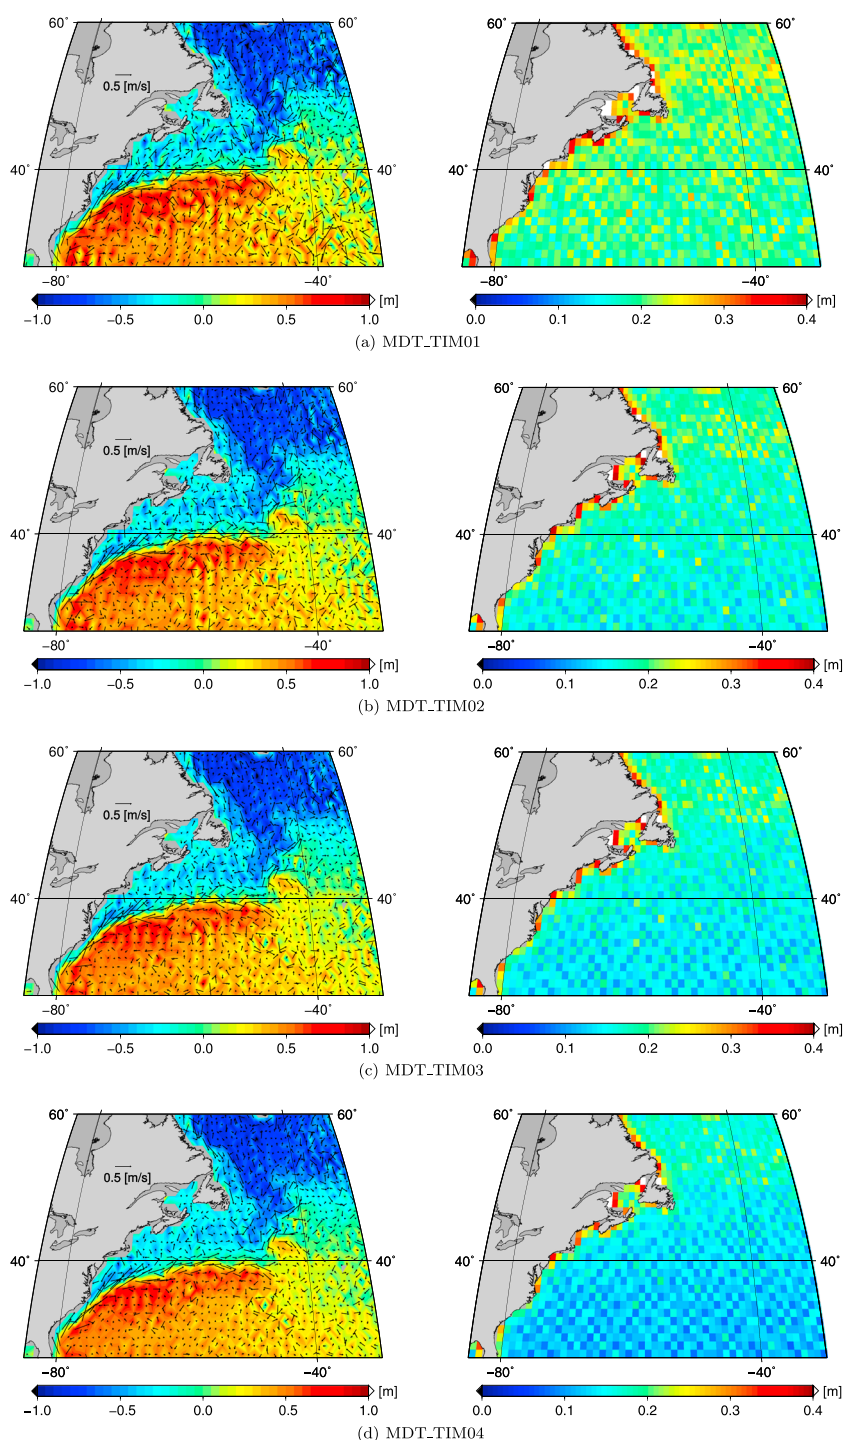 60° 60° 60° 60°
0.5 [m/s]
40° 40° 40° 40°
−80° −40° −80° −40°
[m] [m]
−1.0 −0.5 0.0 0.5 1.0 0.0 0.1 0.2 0.3 0.4
(a) MDT_TIM01
60° 60° 60° 60°
0.5 [m/s]
40° 40° 40° 40°
−80° −40° −80° −40°
[m] [m]
−1.0 −0.5 0.0 0.5 1.0 0.0 0.1 0.2 0.3 0.4
(b) MDT_TIM02
60° 60° 60° 60°
0.5 [m/s]
40° 40° 40° 40°
−80° −40° −80° −40°
[m] [m]
−1.0 −0.5 0.0 0.5 1.0 0.0 0.1 0.2 0.3 0.4
(c) MDT_TIM03
60° 60° 60° 60°
0.5 [m/s]
40° 40° 40° 40°
−80° −40° −80° −40°
[m] [m]
−1.0 −0.5 0.0 0.5 1.0 0.0 0.1 0.2 0.3 0.4
(d) MDT_TIM04